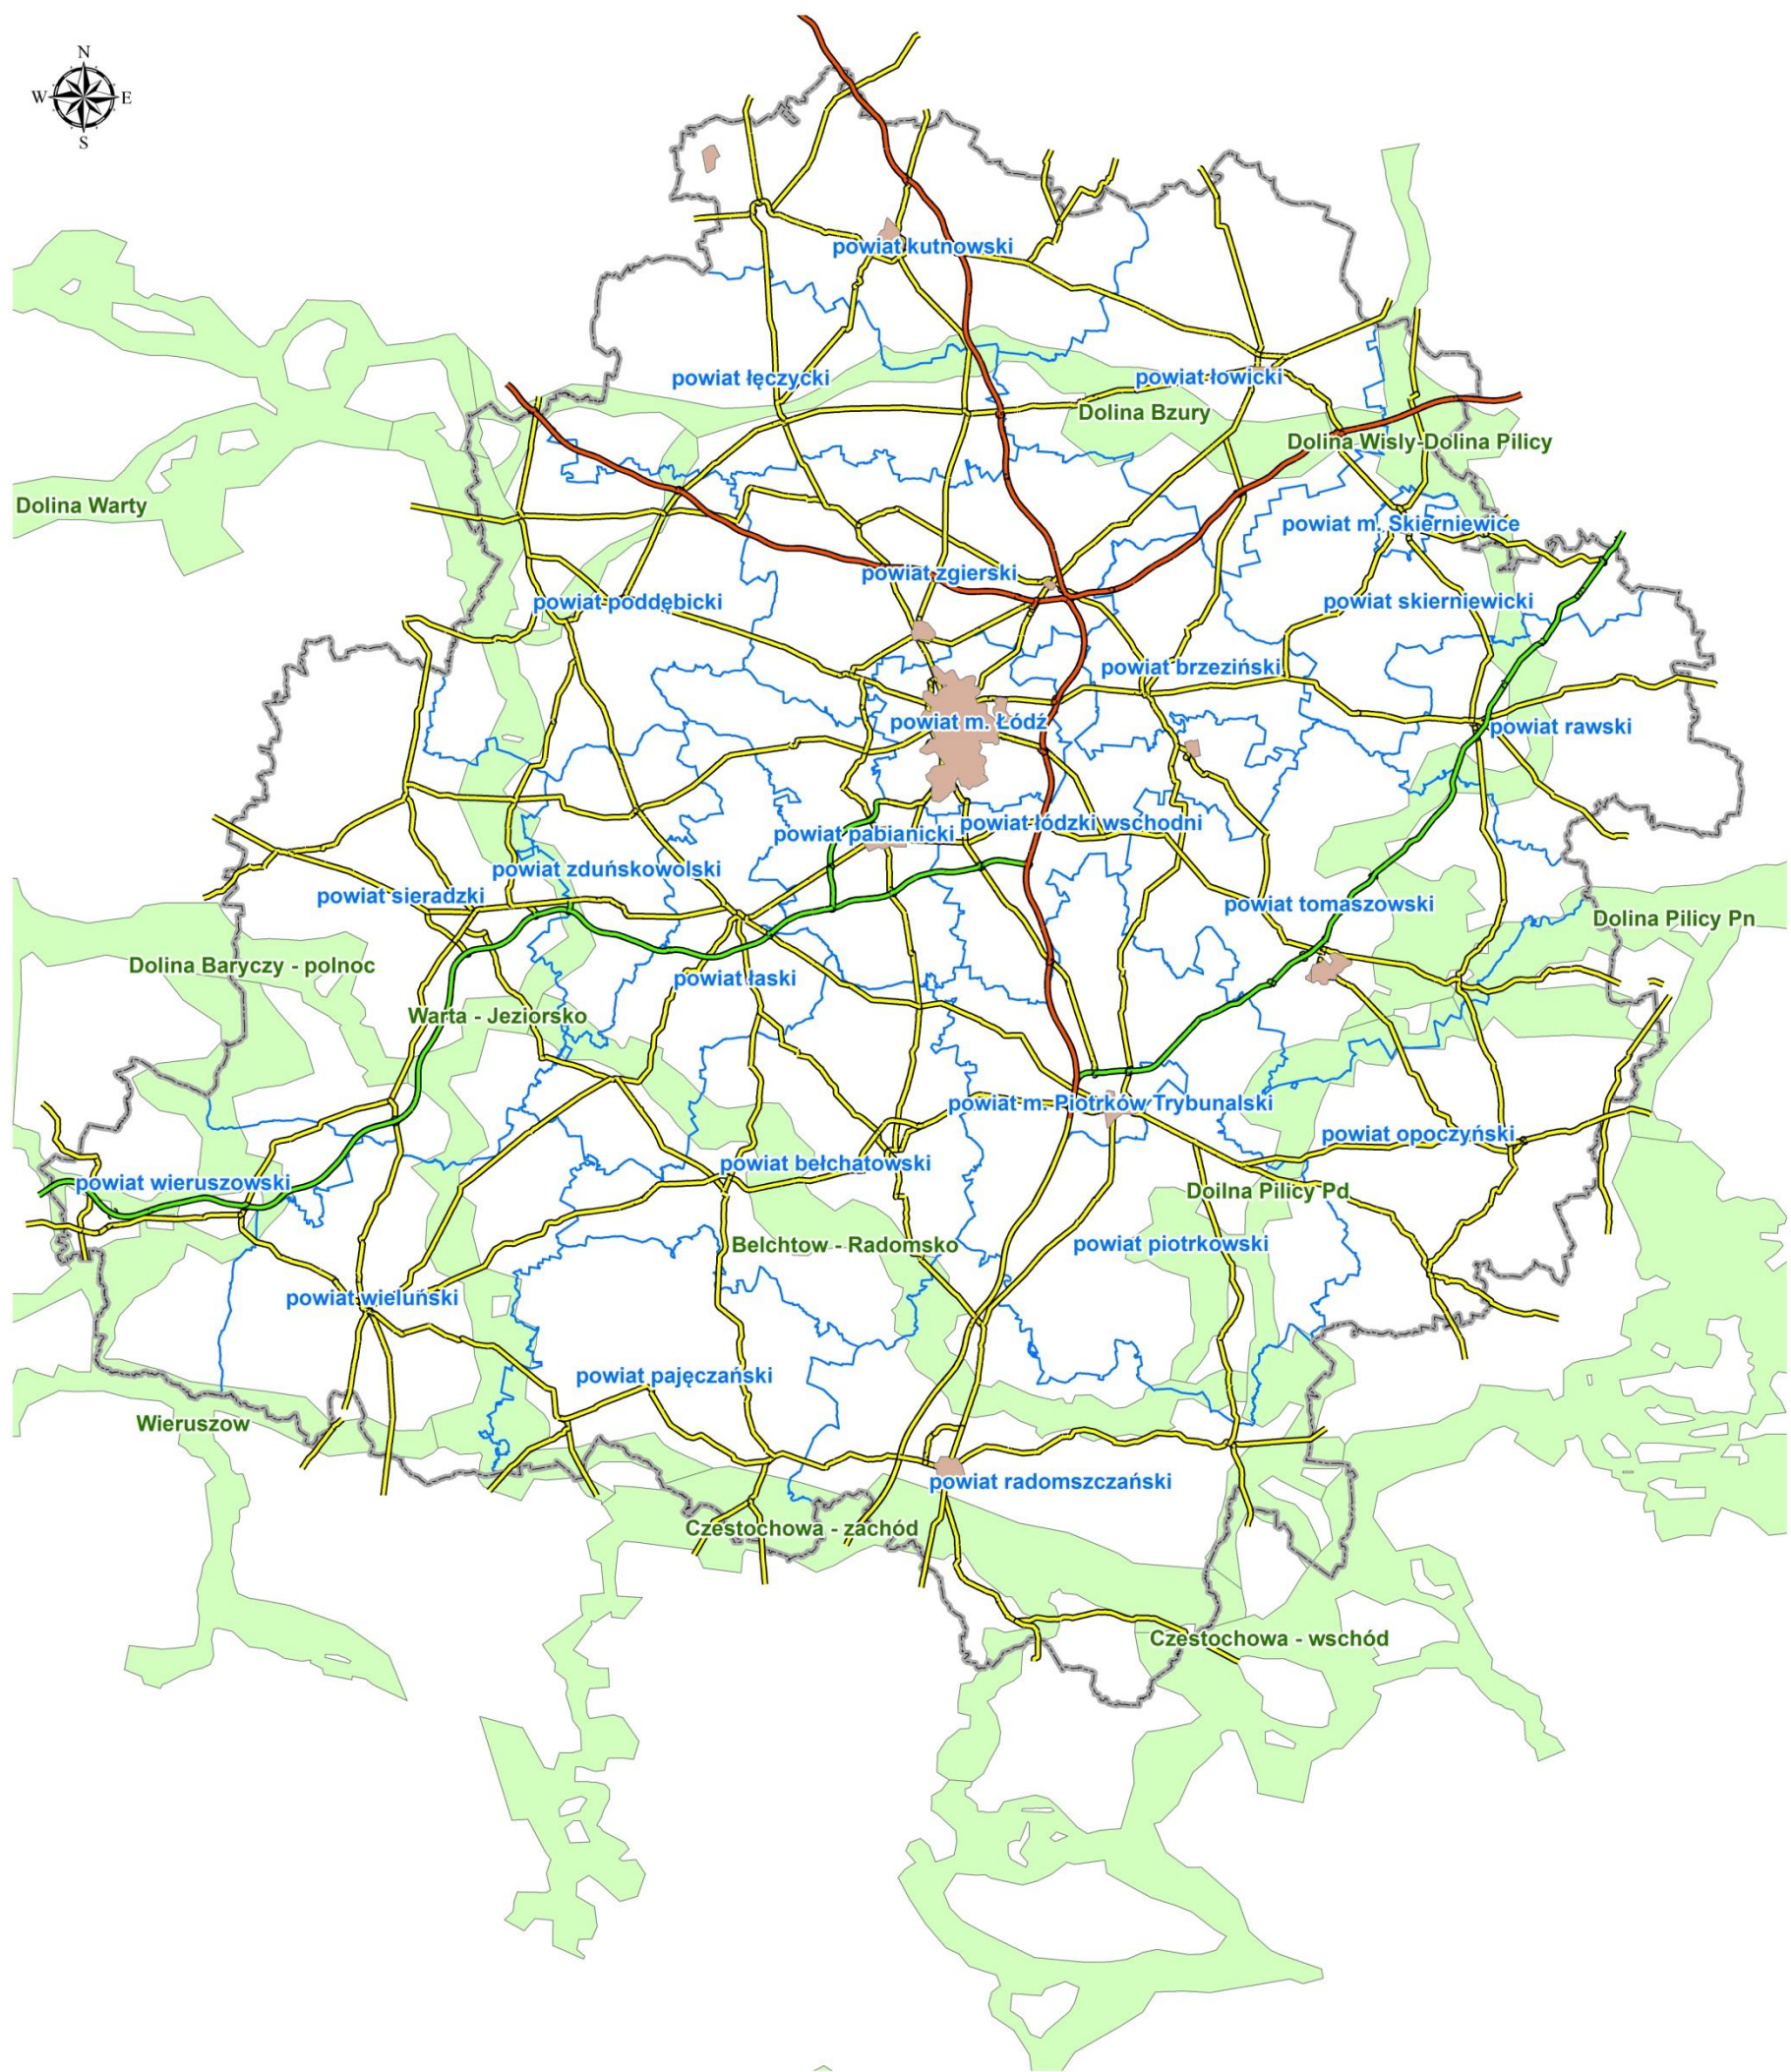 N
W E
S
powiat kutnowski
powiat łęczycki
powiat łowicki
Dolina Bzury
Dolina Wisly-Dolina Pilicy
Dolina Warty
powiat m. Skierniewice
powiat zgierski
powiat poddębicki
powiat skierniewicki
powiat brzeziński
powiat m. Łódź
powiat rawski
powiat pabianicki
powiat łódzki wschodni
powiat zduńskowolski
powiat sieradzki
powiat tomaszowski
Dolina Pilicy Pn
Dolina Baryczy - polnoc
powiat łaski
Warta - Jeziorsko
powiat m. Piotrków Trybunalski
powiat opoczyński
powiat bełchatowski
powiat wieruszowski
Doilna Pilicy Pd
Belchtow - Radomsko
powiat piotrkowski
powiat wieluński
powiat pajęczański
Wieruszow
powiat radomszczański
Czestochowa - zachód
Czestochowa - wschód